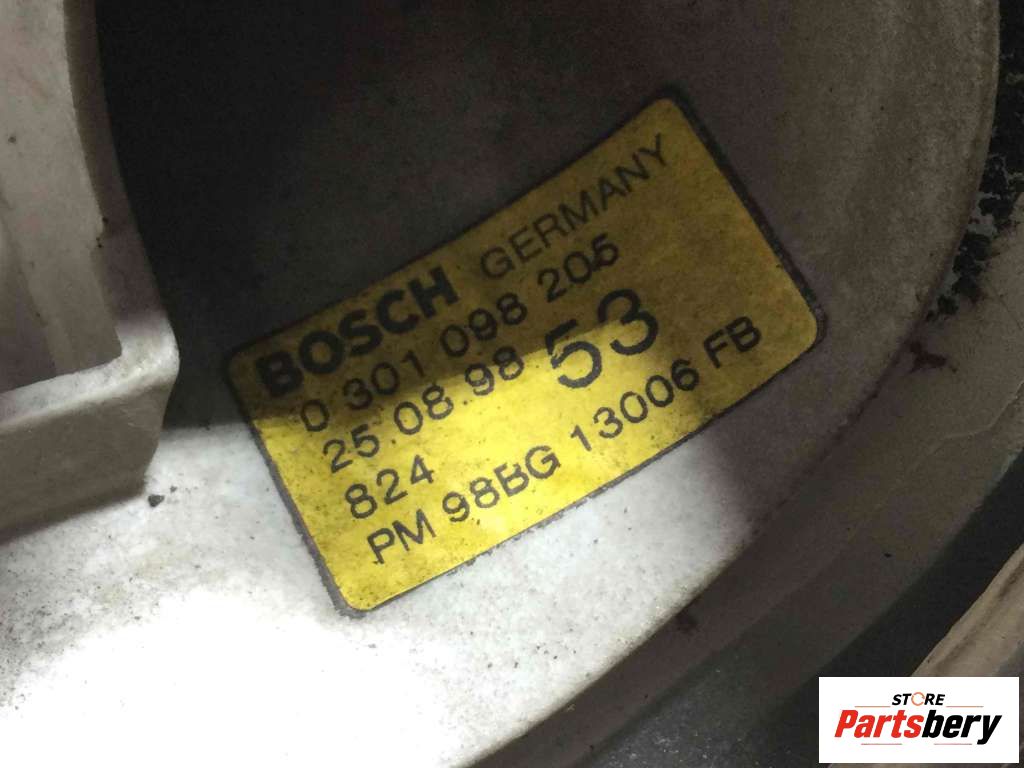 BOSCH GERMANY
0 301 098 205
25.08.98 53
824
PM 98BG 13006 FB
STORE
Partsbery